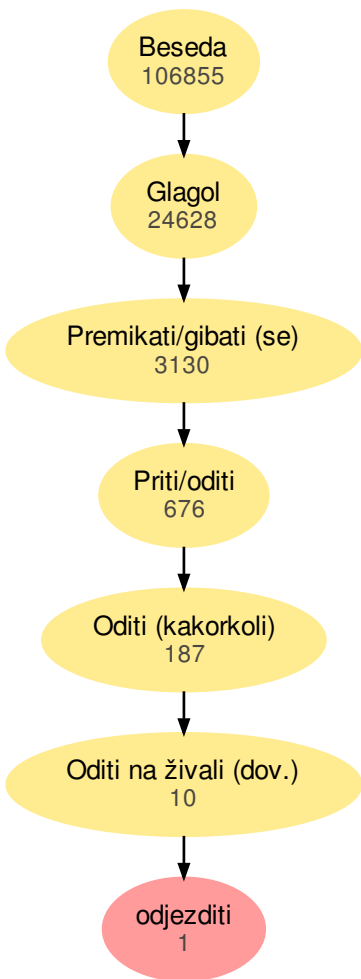 Beseda
106855
Glagol
24628
Premikati/gibati (se)
3130
Priti/oditi
676
Oditi (kakorkoli)
187
Oditi na živali (dov.)
10
odjezditi
1